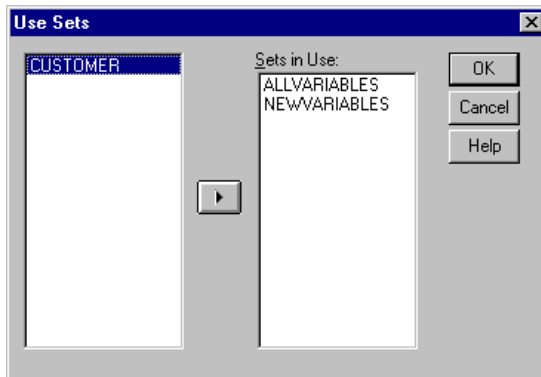 Use Sets
CUSTOMER
Sets in Use:
ALLVARIABLES
NEWVARIABLES
OK
Cancel
Help